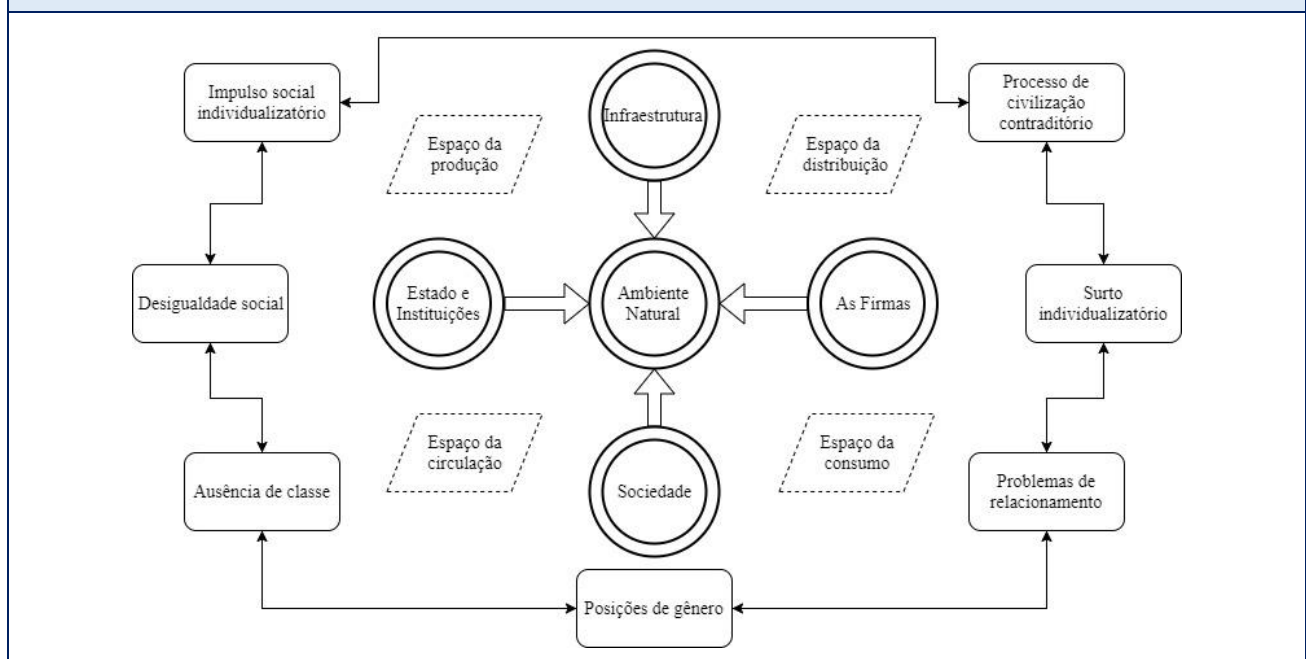 Impulso social
individualizatório
Infraestrutura
Processo de
civilização
contraditório
Espaço da
produção
Espaço da
distribuição
Desigualdade social
Estado e
Instituições
Ambiente
Natural
As Firmas
Surto
individualizatório
Espaço da
circulação
Espaço da
consumo
Ausência de classe
Sociedade
Problemas de
relacionamento
Posições de gênero